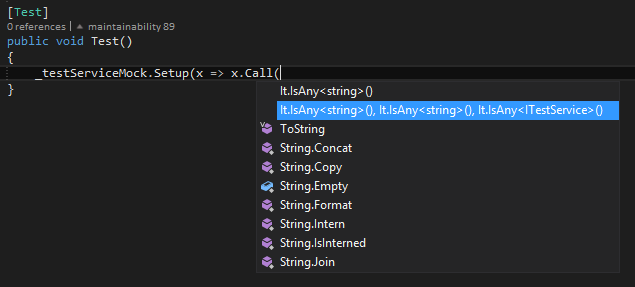 [Test]
0 references | maintainability 89
public void Test()
{
_testServiceMock.Setup(x => x.Call(
}
It.IsAny<string>()
It.IsAny<string>(), It.IsAny<string>(), It.IsAny<ITestService>()
ToString
String.Concat
String.Copy
String.Empty
String.Format
String.Intern
String.IsInterned
String.Join